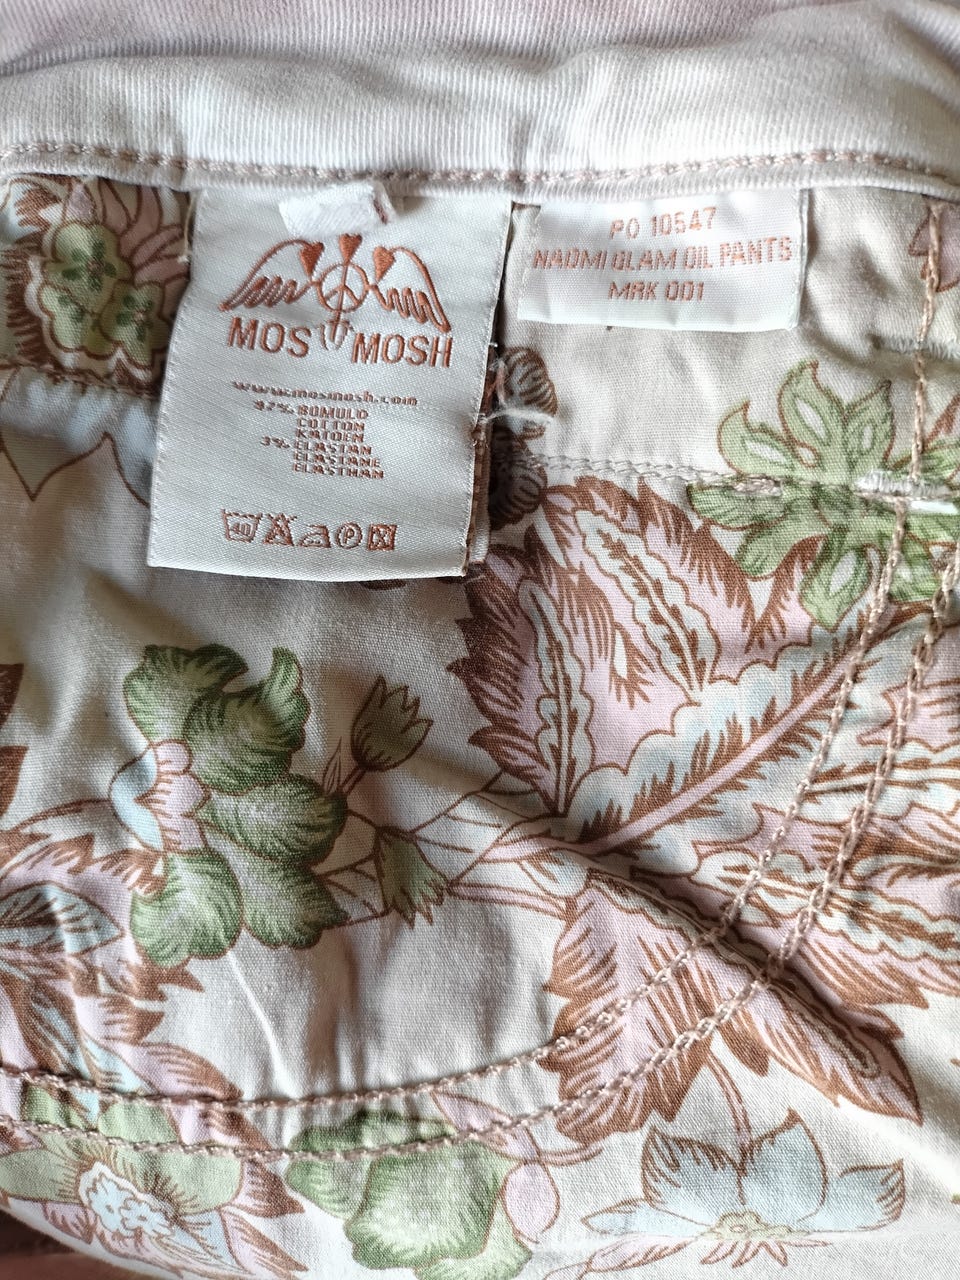 MOS MOSH
www.mosmosh.com
97% BOMULD
COTTON
KATOEN
3% ELASTAN
ELASTANE
ELASTHAN
40
P
PO 10547
NAOMI GLAM OIL PANTS
MRK 001